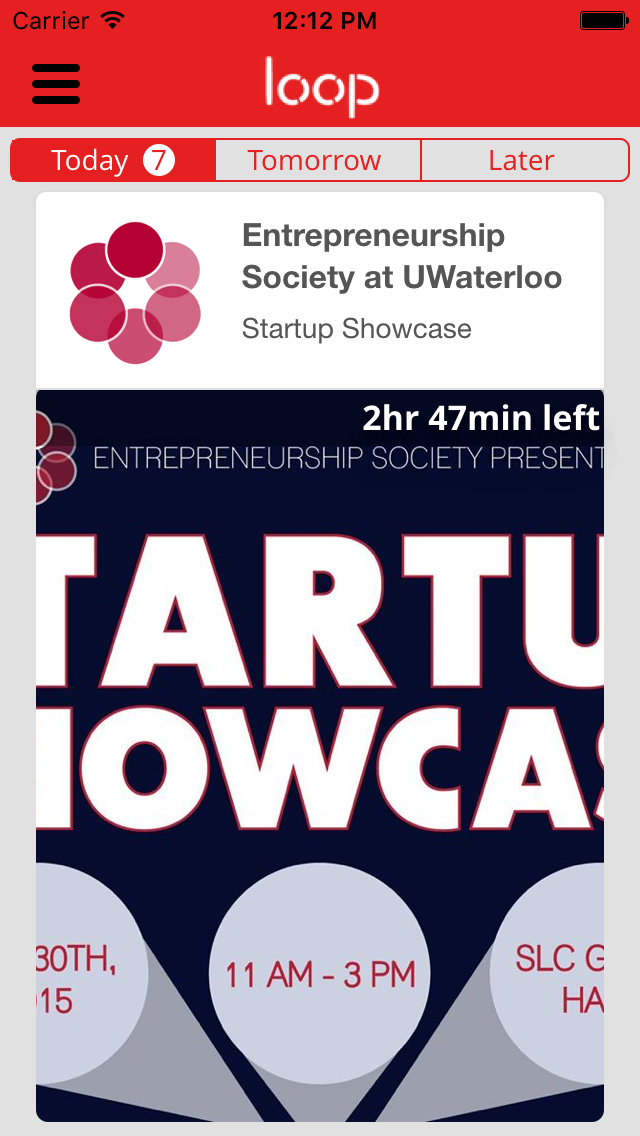 Carrier 12:12 PM
loop
Today 7 Tomorrow Later
Entrepreneurship
Society at UWaterloo
Startup Showcase
2hr 47min left
ENTREPRENEURSHIP SOCIETY PRESENT
TARTU
HOWCAS
30TH, 11 AM - 3 PM SLC G
15 HA